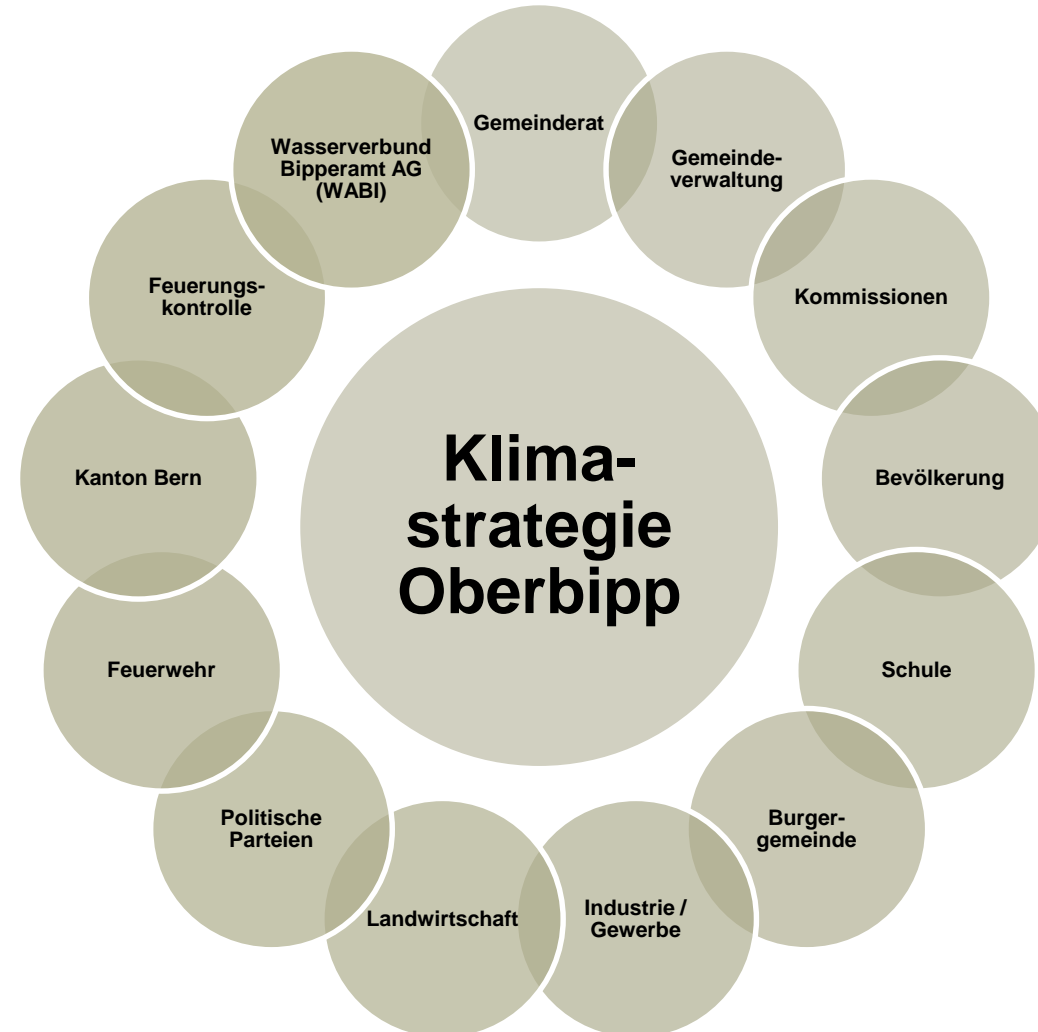 Klima-
strategie
Oberbipp
Gemeinderat
Gemeinde-
verwaltung
Kommissionen
Bevölkerung
Schule
Burger-
gemeinde
Industrie /
Gewerbe
Landwirtschaft
Politische
Parteien
Feuerwehr
Kanton Bern
Feuerungs-
kontrolle
Wasserverbund
Bipperamt AG
(WABI)